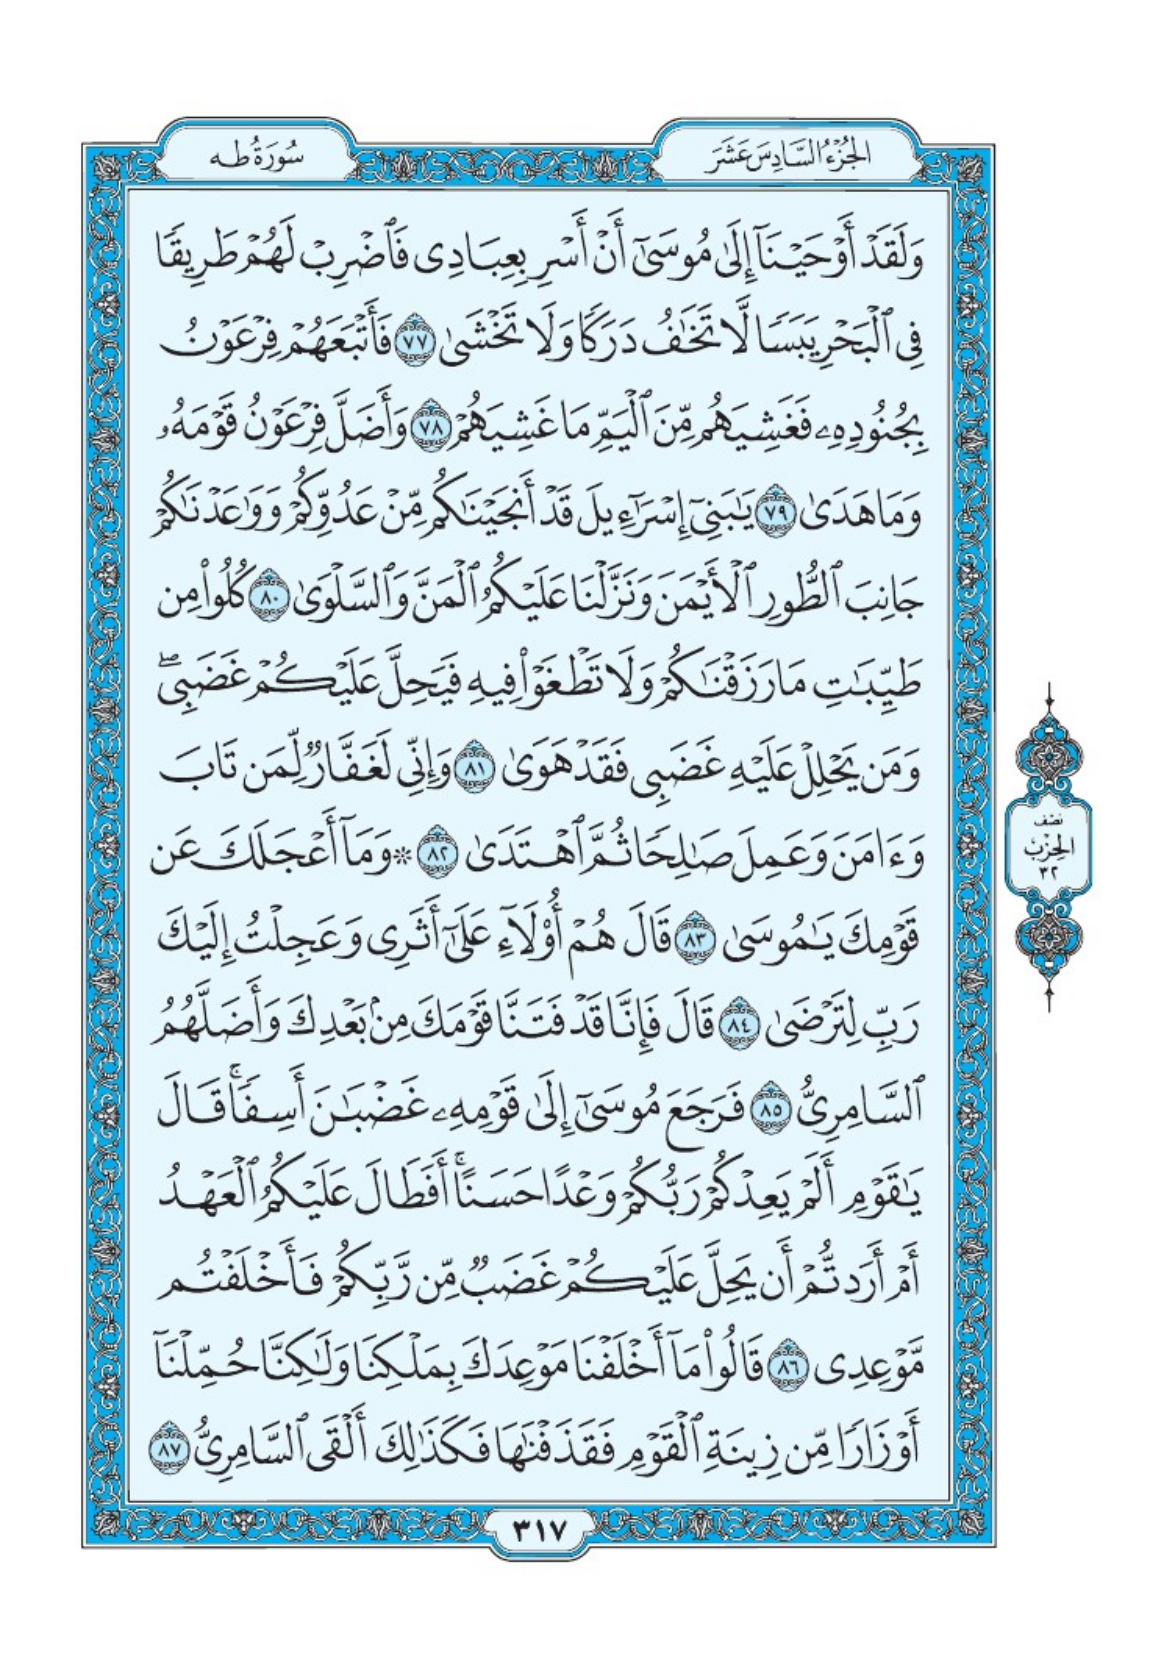 الجُزْءُ السَّادِسَ عَشَرَ
سُورَةُ طه
وَلَقَدْ أَوْحَيْنَآ إِلَىٰ مُوسَىٰٓ أَنْ أَسْرِ بِعِبَادِى فَٱضْرِبْ لَهُمْ طَرِيقًا
فِى ٱلْبَحْرِ يَبَسًا لَّا تَخَـٰفُ دَرَكًا وَلَا تَخْشَىٰ ٧٧ فَأَتْبَعَهُمْ فِرْعَوْنُ
بِجُنُودِهِۦ فَغَشِيَهُم مِّنَ ٱلْيَمِّ مَا غَشِيَهُمْ ٧٨ وَأَضَلَّ فِرْعَوْنُ قَوْمَهُۥ
وَمَا هَدَىٰ ٧٩ يَـٰبَنِىٓ إِسْرَٰٓءِيلَ قَدْ أَنجَيْنَـٰكُم مِّنْ عَدُوِّكُمْ وَوَٰعَدْنَـٰكُمْ
جَانِبَ ٱلطُّورِ ٱلْأَيْمَنَ وَنَزَّلْنَا عَلَيْكُمُ ٱلْمَنَّ وَٱلسَّلْوَىٰ ٨٠ كُلُوا۟ مِن
طَيِّبَـٰتِ مَا رَزَقْنَـٰكُمْ وَلَا تَطْغَوْا۟ فِيهِ فَيَحِلَّ عَلَيْكُمْ غَضَبِىۖ
وَمَن يَحْلِلْ عَلَيْهِ غَضَبِى فَقَدْ هَوَىٰ ٨١ وَإِنِّى لَغَفَّارٌ لِّمَن تَابَ
وَءَامَنَ وَعَمِلَ صَـٰلِحًا ثُمَّ ٱهْتَدَىٰ ٨٢ ۞ وَمَآ أَعْجَلَكَ عَن
قَوْمِكَ يَـٰمُوسَىٰ ٨٣ قَالَ هُمْ أُو۟لَآءِ عَلَىٰٓ أَثَرِى وَعَجِلْتُ إِلَيْكَ
رَبِّ لِتَرْضَىٰ ٨٤ قَالَ فَإِنَّا قَدْ فَتَنَّا قَوْمَكَ مِنۢ بَعْدِكَ وَأَضَلَّهُمُ
ٱلسَّامِرِىُّ ٨٥ فَرَجَعَ مُوسَىٰٓ إِلَىٰ قَوْمِهِۦ غَضْبَـٰنَ أَسِفًاۚ قَالَ
يَـٰقَوْمِ أَلَمْ يَعِدْكُمْ رَبُّكُمْ وَعْدًا حَسَنًاۚ أَفَطَالَ عَلَيْكُمُ ٱلْعَهْدُ
أَمْ أَرَدتُّمْ أَن يَحِلَّ عَلَيْكُمْ غَضَبٌ مِّن رَّبِّكُمْ فَأَخْلَفْتُم
مَّوْعِدِى ٨٦ قَالُوا۟ مَآ أَخْلَفْنَا مَوْعِدَكَ بِمَلْكِنَا وَلَـٰكِنَّا حُمِّلْنَآ
أَوْزَارًا مِّن زِينَةِ ٱلْقَوْمِ فَقَذَفْنَـٰهَا فَكَذَٰلِكَ أَلْقَى ٱلسَّامِرِىُّ ٨٧
نصف
الحِزْب
٣٢
٣١٧